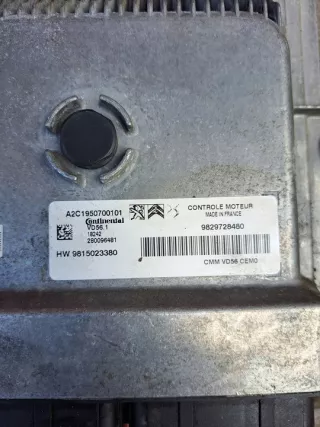 A2C1950700101
Continental
VD56.1
18242
280096481
HW 9815023380
CONTROLE MOTEUR
MADE IN FRANCE
9829728480
CMM VD56 CEM0